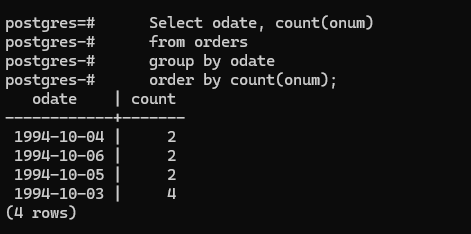 postgres=#      Select odate, count(onum)
postgres-#      from orders
postgres-#      group by odate
postgres-#      order by count(onum);
   odate    | count
------------+-------
 1994-10-04 |     2
 1994-10-06 |     2
 1994-10-05 |     2
 1994-10-03 |     4
(4 rows)